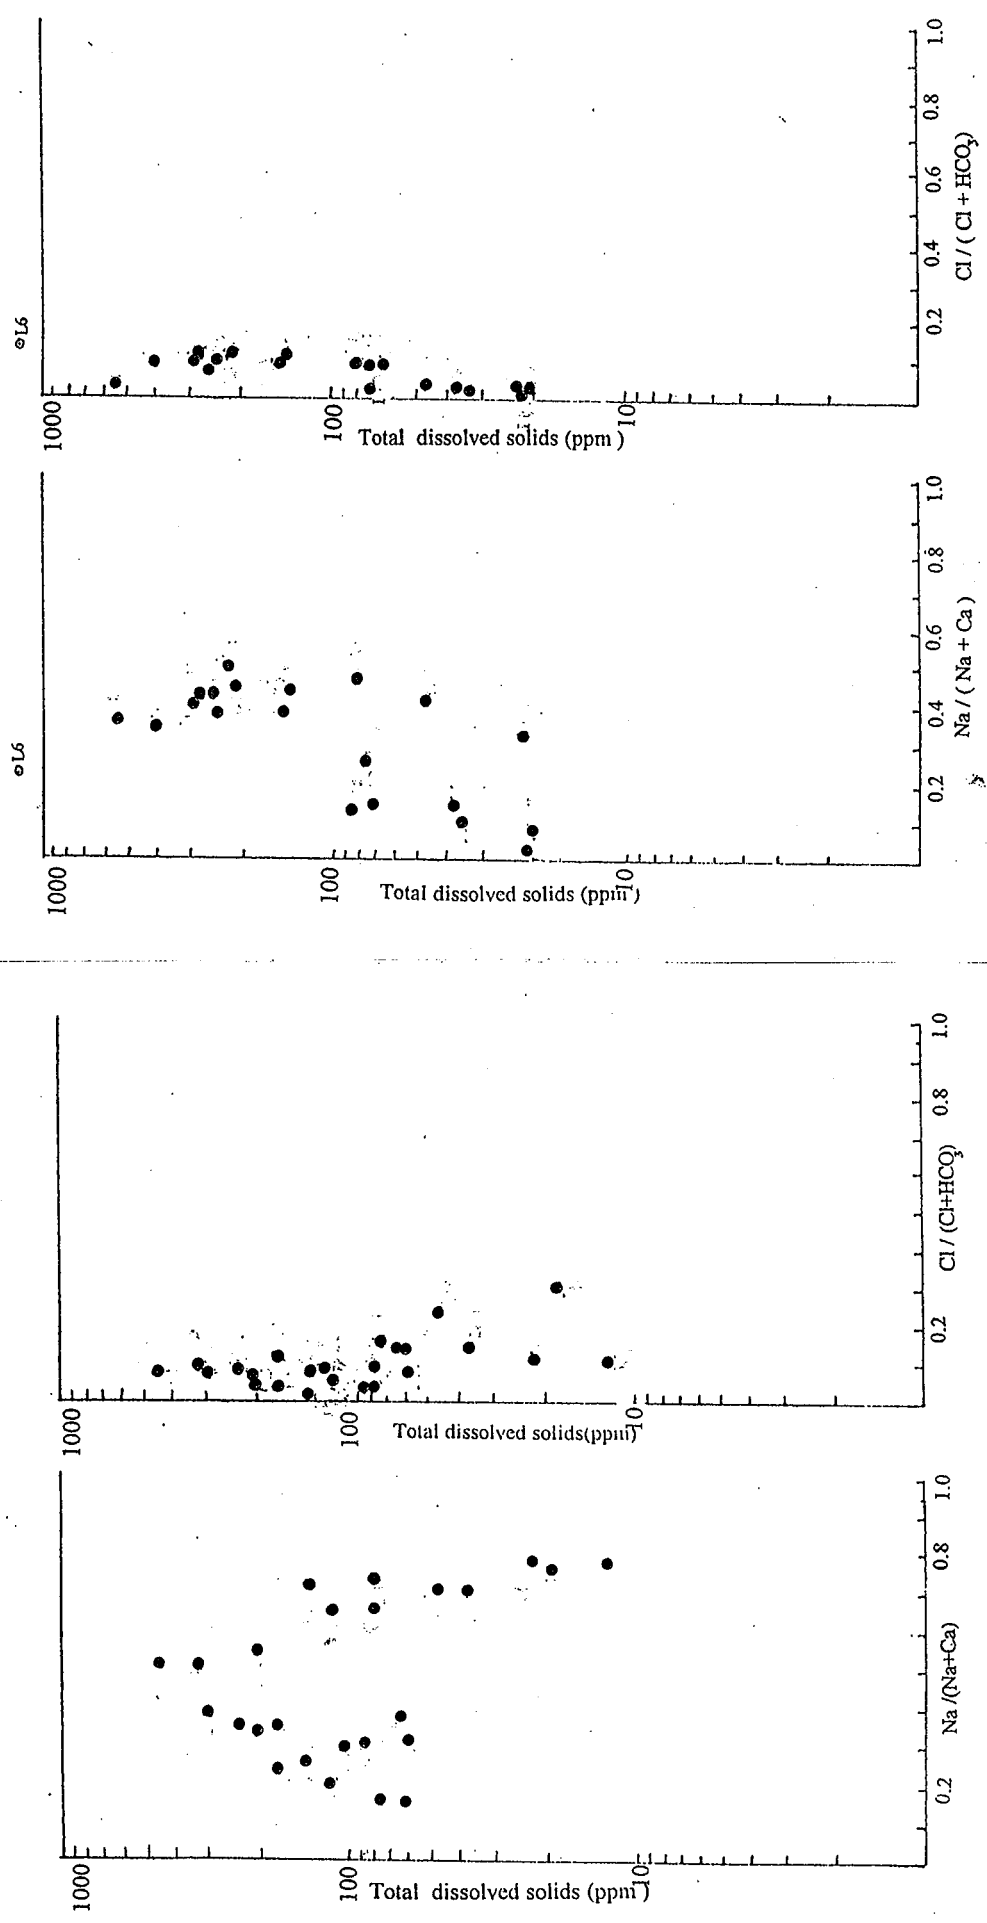 L6
1.0
0.8
0.6
0.4
0.2
Cl / ( Cl + HCO3)
1000
100
10
Total dissolved solids (ppm )
L6
1.0
0.8
0.6
0.4
0.2
Na / ( Na + Ca )
1000
100
10
Total dissolved solids (ppm )
1.0
0.8
0.2
Cl / (Cl+HCO3)
1000
100
10
Total dissolved solids(ppm)
1.0
0.8
0.2
Na /(Na+Ca)
1000
100
10
Total dissolved solids (ppm )